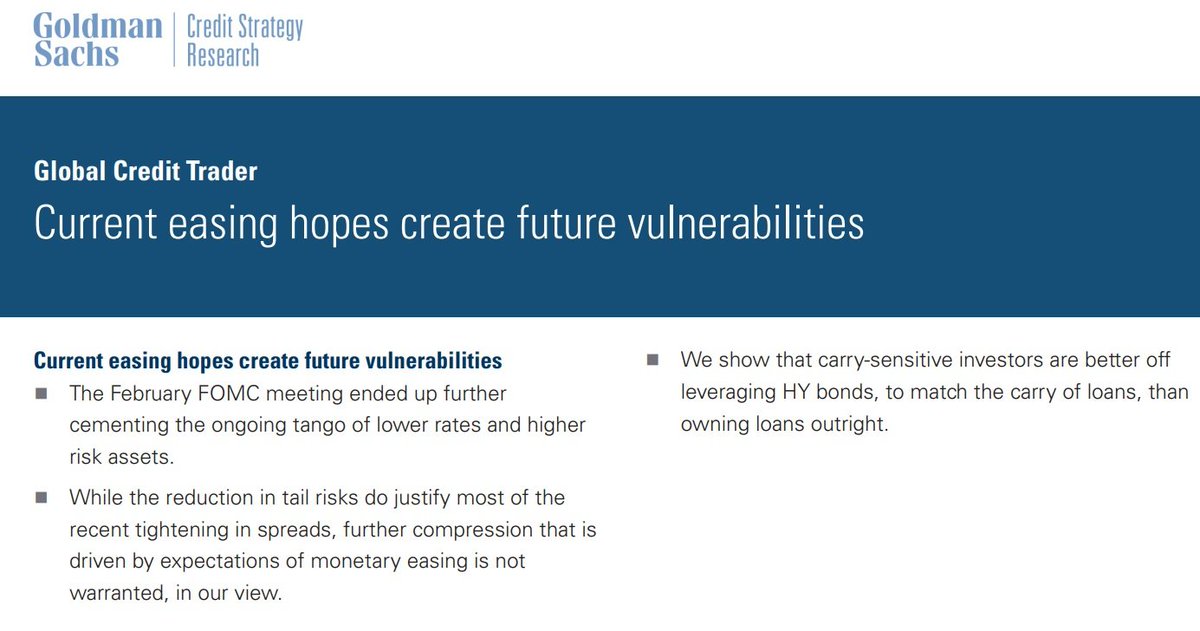 Goldman
Sachs
Credit Strategy
Research
Global Credit Trader
Current easing hopes create future vulnerabilities
Current easing hopes create future vulnerabilities
■ The February FOMC meeting ended up further
cementing the ongoing tango of lower rates and higher
risk assets.
■ While the reduction in tail risks do justify most of the
recent tightening in spreads, further compression that is
driven by expectations of monetary easing is not
warranted, in our view.
■ We show that carry-sensitive investors are better off
leveraging HY bonds, to match the carry of loans, than
owning loans outright.